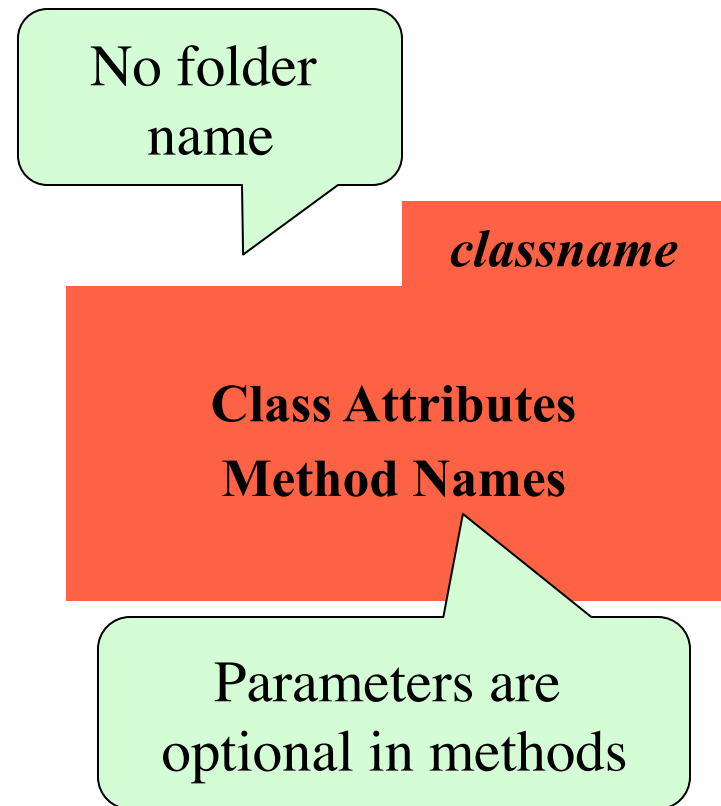 No folder
name
classname
Class Attributes
Method Names
Parameters are
optional in methods